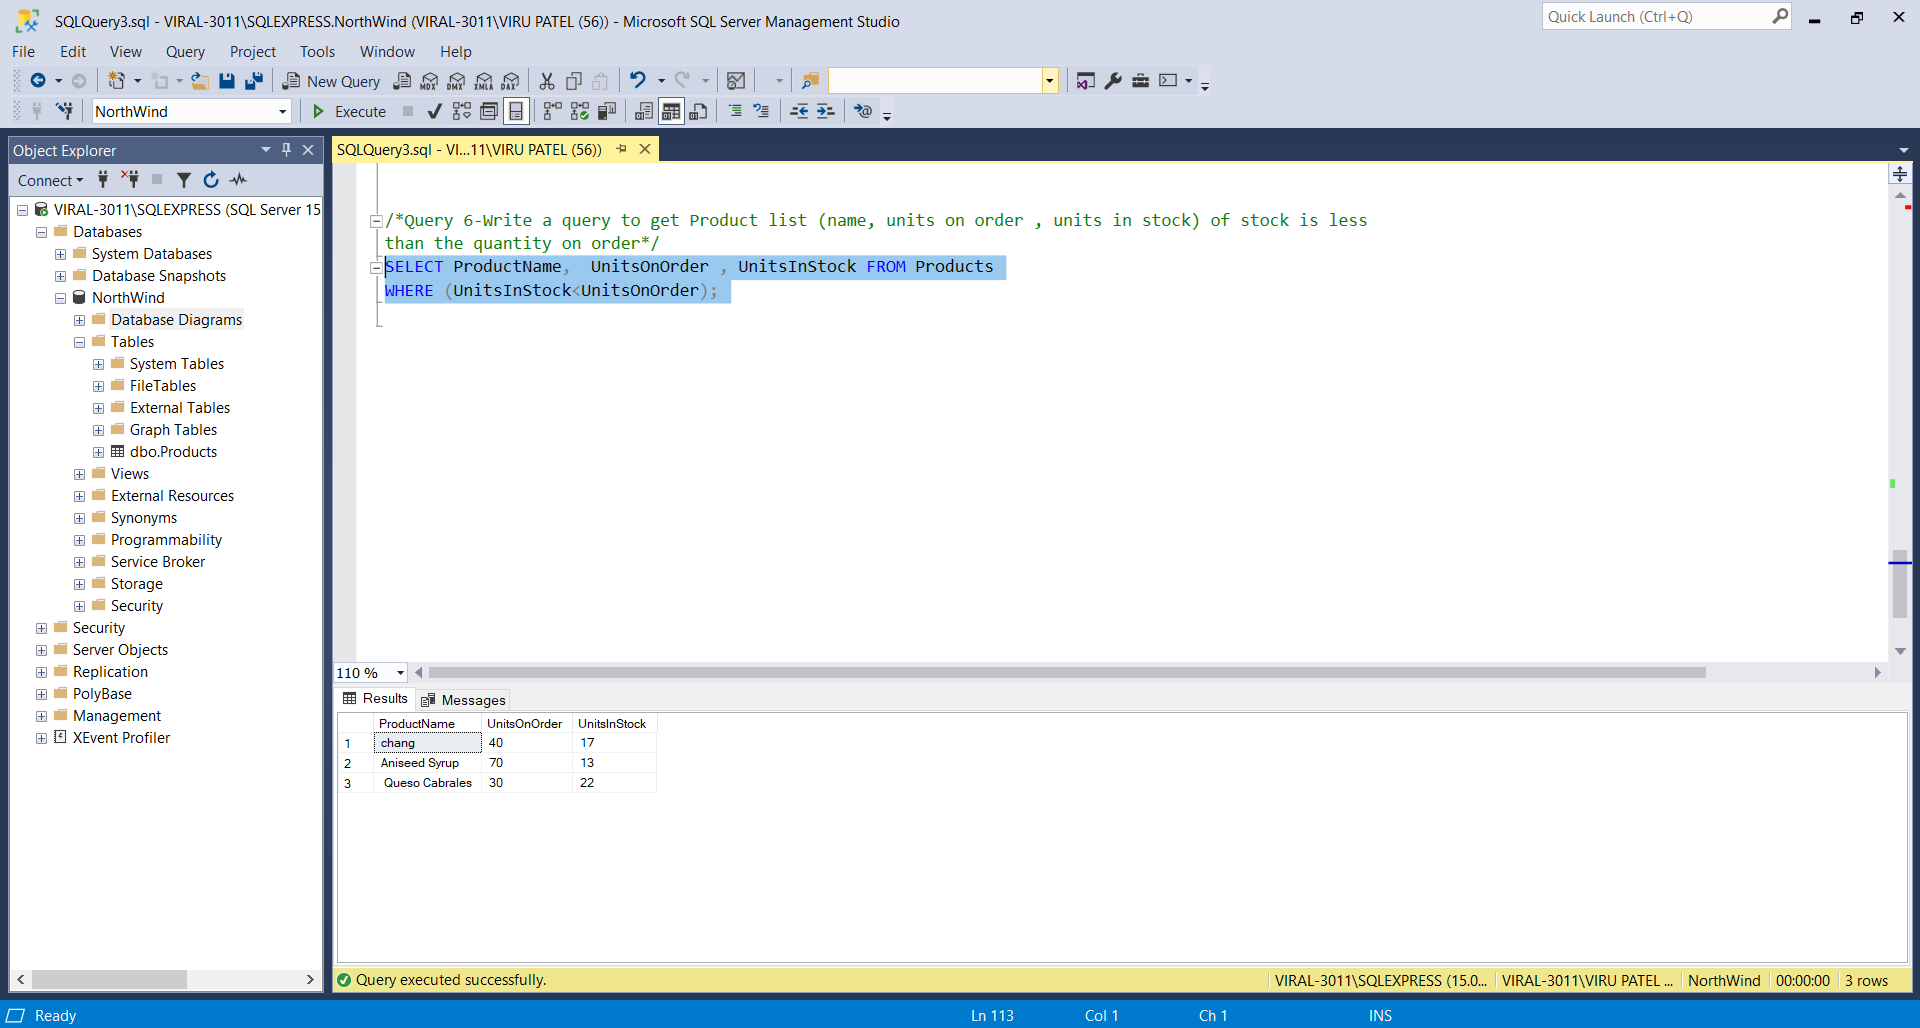 SQLQuery3.sql - VIRAL-3011\SQLEXPRESS.NorthWind (VIRAL-3011\VIRU PATEL (56)) - Microsoft SQL Server Management Studio
Quick Launch (Ctrl+Q)
File Edit View Query Project Tools Window Help
New Query MDX DMX XMLA DAX
NorthWind Execute
Object Explorer
SQLQuery3.sql - VI...11\VIRU PATEL (56))
Connect
VIRAL-3011\SQLEXPRESS (SQL Server 15
Databases
System Databases
Database Snapshots
NorthWind
Database Diagrams
Tables
System Tables
FileTables
External Tables
Graph Tables
dbo.Products
Views
External Resources
Synonyms
Programmability
Service Broker
Storage
Security
Security
Server Objects
Replication
PolyBase
Management
XEvent Profiler
/*Query 6-Write a query to get Product list (name, units on order , units in stock) of stock is less
than the quantity on order*/
SELECT ProductName,  UnitsOnOrder , UnitsInStock FROM Products
WHERE (UnitsInStock<UnitsOnOrder);
110 %
Results Messages
ProductName UnitsOnOrder UnitsInStock
1 chang 40 17
2 Aniseed Syrup 70 13
3 Queso Cabrales 30 22
Query executed successfully. VIRAL-3011\SQLEXPRESS (15.0... VIRAL-3011\VIRU PATEL ... NorthWind 00:00:00 3 rows
Ready Ln 113 Col 1 Ch 1 INS